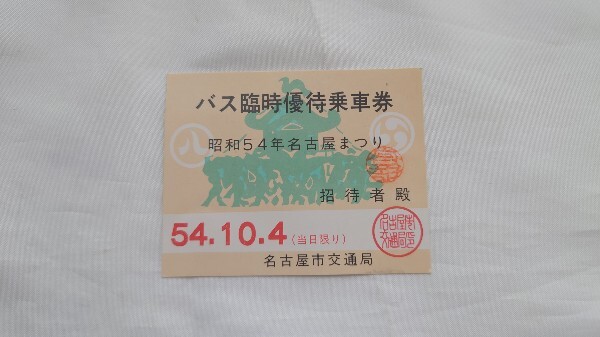 バス臨時優待乗車券
昭和54年名古屋まつり
八
招待者殿
54.10.4(当日限り)
名古屋市交通局